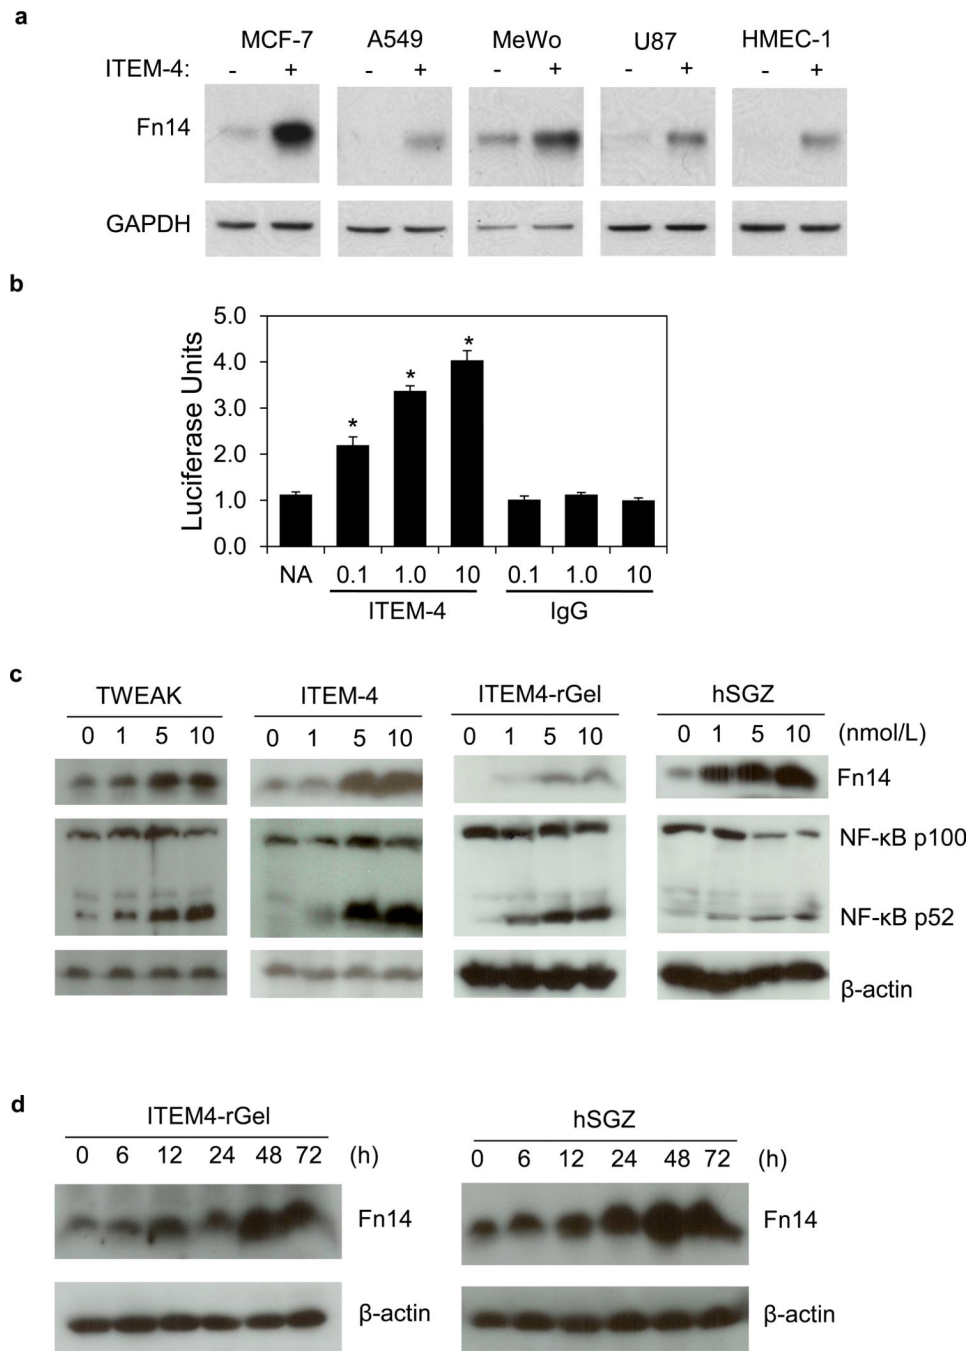 a
MCF-7 A549 MeWo U87 HMEC-1
ITEM-4: - + - + - + - + - +
Fn14
GAPDH
b
Luciferase Units
5.0
4.0
3.0
2.0
1.0
0.0
* * *
NA 0.1 1.0 10 0.1 1.0 10
ITEM-4 IgG
c
TWEAK ITEM-4 ITEM4-rGel hSGZ
0 1 5 10 0 1 5 10 0 1 5 10 0 1 5 10 (nmol/L)
Fn14
NF-κB p100
NF-κB p52
β-actin
d
ITEM4-rGel hSGZ
0 6 12 24 48 72 (h) 0 6 12 24 48 72 (h)
Fn14 Fn14
β-actin β-actin